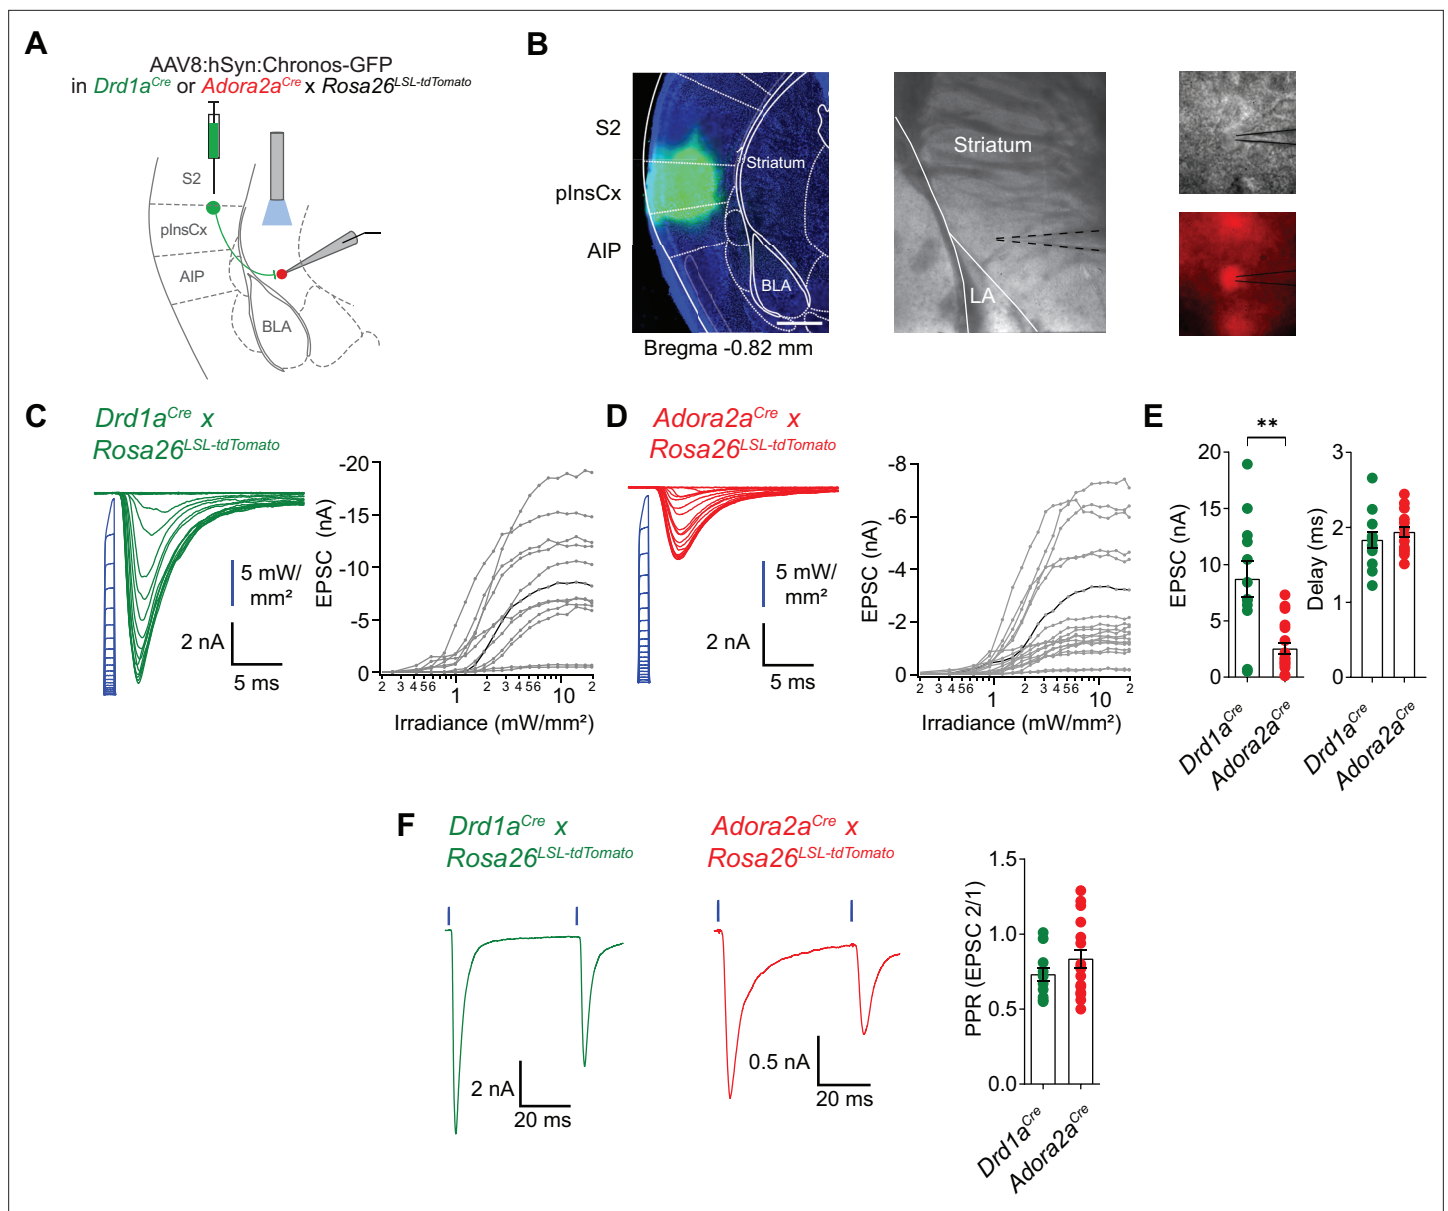 A
AAV8:hSyn:Chronos-GFP
in Drd1aCre or Adora2aCre x Rosa26LSL-tdTomato
S2
pInsCx
AIP
BLA
B
S2
pInsCx
AIP
Striatum
BLA
Bregma -0.82 mm
Striatum
LA
C
Drd1aCre x
Rosa26LSL-tdTomato
5 mW/
mm²
2 nA
5 ms
EPSC (nA)
-20
-15
-10
-5
0
2 3 4 5 6 1 2 3 4 5 6 10 2
Irradiance (mW/mm²)
D
Adora2aCre x
Rosa26LSL-tdTomato
5 mW/
mm²
2 nA
5 ms
EPSC (nA)
-8
-6
-4
-2
0
2 3 4 5 6 1 2 3 4 5 6 10 2
Irradiance (mW/mm²)
E
**
EPSC (nA)
20
15
10
5
0
Drd1aCre
Adora2aCre
Delay (ms)
3
2
1
0
Drd1aCre
Adora2aCre
F
Drd1aCre x
Rosa26LSL-tdTomato
2 nA
20 ms
Adora2aCre x
Rosa26LSL-tdTomato
0.5 nA
20 ms
PPR (EPSC 2/1)
1.5
1.0
0.5
0.0
Drd1aCre
Adora2aCre